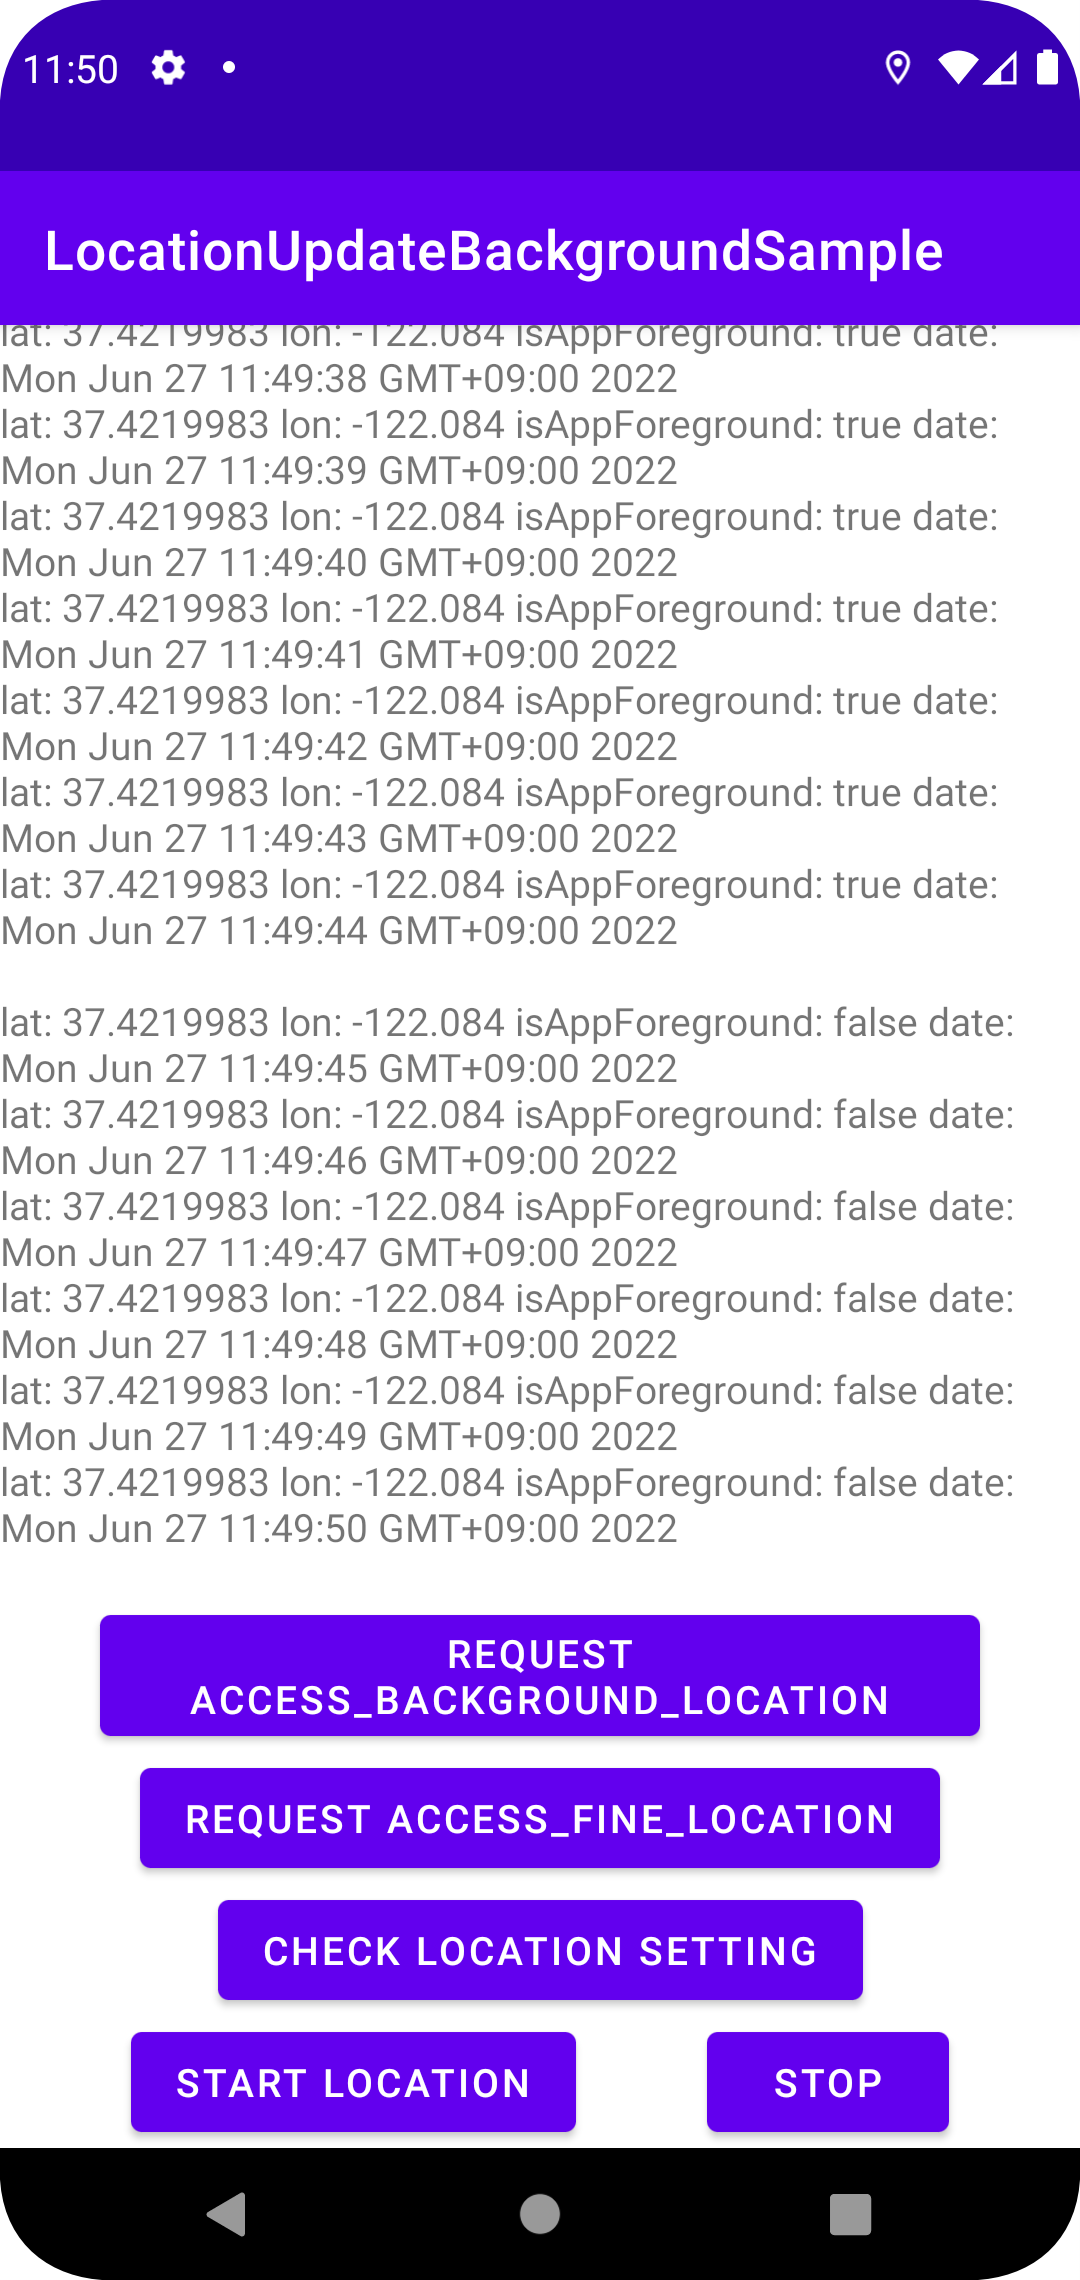 11:50
LocationUpdateBackgroundSample
lat: 37.4219983 lon: -122.084 isAppForeground: true date:
Mon Jun 27 11:49:38 GMT+09:00 2022
lat: 37.4219983 lon: -122.084 isAppForeground: true date:
Mon Jun 27 11:49:39 GMT+09:00 2022
lat: 37.4219983 lon: -122.084 isAppForeground: true date:
Mon Jun 27 11:49:40 GMT+09:00 2022
lat: 37.4219983 lon: -122.084 isAppForeground: true date:
Mon Jun 27 11:49:41 GMT+09:00 2022
lat: 37.4219983 lon: -122.084 isAppForeground: true date:
Mon Jun 27 11:49:42 GMT+09:00 2022
lat: 37.4219983 lon: -122.084 isAppForeground: true date:
Mon Jun 27 11:49:43 GMT+09:00 2022
lat: 37.4219983 lon: -122.084 isAppForeground: true date:
Mon Jun 27 11:49:44 GMT+09:00 2022
lat: 37.4219983 lon: -122.084 isAppForeground: false date:
Mon Jun 27 11:49:45 GMT+09:00 2022
lat: 37.4219983 lon: -122.084 isAppForeground: false date:
Mon Jun 27 11:49:46 GMT+09:00 2022
lat: 37.4219983 lon: -122.084 isAppForeground: false date:
Mon Jun 27 11:49:47 GMT+09:00 2022
lat: 37.4219983 lon: -122.084 isAppForeground: false date:
Mon Jun 27 11:49:48 GMT+09:00 2022
lat: 37.4219983 lon: -122.084 isAppForeground: false date:
Mon Jun 27 11:49:49 GMT+09:00 2022
lat: 37.4219983 lon: -122.084 isAppForeground: false date:
Mon Jun 27 11:49:50 GMT+09:00 2022
REQUEST
ACCESS_BACKGROUND_LOCATION
REQUEST ACCESS_FINE_LOCATION
CHECK LOCATION SETTING
START LOCATION
STOP